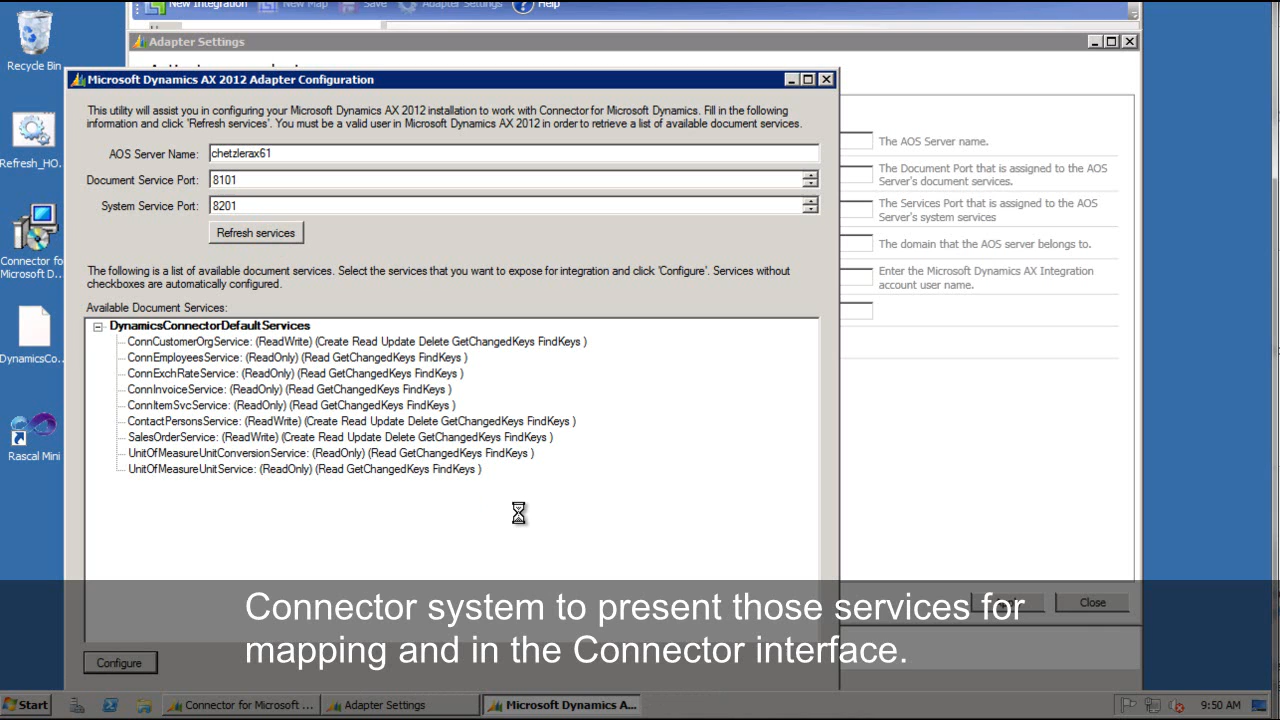 New Integration
New Map
Save
Adapter Settings
Help
Recycle Bin
Adapter Settings
Microsoft Dynamics AX 2012 Adapter Configuration
This utility will assist you in configuring your Microsoft Dynamics AX 2012 installation to work with Connector for Microsoft Dynamics. Fill in the following
information and click 'Refresh services'. You must be a valid user in Microsoft Dynamics AX 2012 in order to retrieve a list of available document services.
AOS Server Name: chetzlerax61
Document Service Port: 8101
System Service Port: 8201
Refresh services
The following is a list of available document services. Select the services that you want to expose for integration and click 'Configure'. Services without
checkboxes are automatically configured.
Available Document Services:
DynamicsConnectorDefaultServices
ConnCustomerOrgService: (ReadWrite) (Create Read Update Delete GetChangedKeys FindKeys )
ConnEmployeesService: (ReadOnly) (Read GetChangedKeys FindKeys )
ConnExchRateService: (ReadOnly) (Read GetChangedKeys FindKeys )
ConnInvoiceService: (ReadOnly) (Read GetChangedKeys FindKeys )
ConnItemSvcService: (ReadOnly) (Read GetChangedKeys FindKeys )
ContactPersonsService: (ReadWrite) (Create Read Update Delete GetChangedKeys FindKeys )
SalesOrderService: (ReadWrite) (Create Read Update Delete GetChangedKeys FindKeys )
UnitOfMeasureUnitConversionService: (ReadOnly) (Read GetChangedKeys FindKeys )
UnitOfMeasureUnitService: (ReadOnly) (Read GetChangedKeys FindKeys )
Configure
The AOS Server name.
The Document Port that is assigned to the AOS
Server's document services.
The Services Port that is assigned to the AOS
Server's system services
The domain that the AOS server belongs to.
Enter the Microsoft Dynamics AX Integration
account user name.
Close
Refresh_HO...
Connector for
Microsoft D...
DynamicsCo...
Rascal Mini
Connector system to present those services for
mapping and in the Connector interface.
Start
Connector for Microsoft ...
Adapter Settings
Microsoft Dynamics A...
9:50 AM